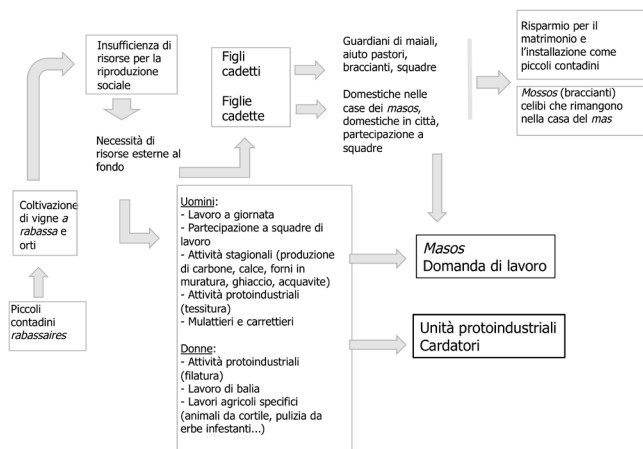 Insufficienza di
risorse per la
riproduzione
sociale
Necessità di
risorse esterne al
fondo
Coltivazione
di vigne a
rabassa e
orti
Piccoli
contadini
rabassaires
Figli
cadetti
Figlie
cadette
Guardiani di maiali,
aiuto pastori,
braccianti, squadre
Domestiche nelle
case dei masos,
domestiche in città,
partecipazione a
squadre
Risparmio per il
matrimonio e
l'installazione come
piccoli contadini
Mossos (braccianti)
celibi che rimangono
nella casa del mas
Uomini:
- Lavoro a giornata
- Partecipazione a squadre di
lavoro
- Attività stagionali (produzione
di carbone, calce, forni in
muratura, ghiaccio, acquavite)
- Attività protoindustriali
(tessitura)
- Mulattieri e carrettieri
Donne:
- Attività protoindustriali
(filatura)
- Lavoro di balia
- Lavori agricoli specifici
(animali da cortile, pulizia da
erbe infestanti...)
Masos
Domanda di lavoro
Unità protoindustriali
Cardatori